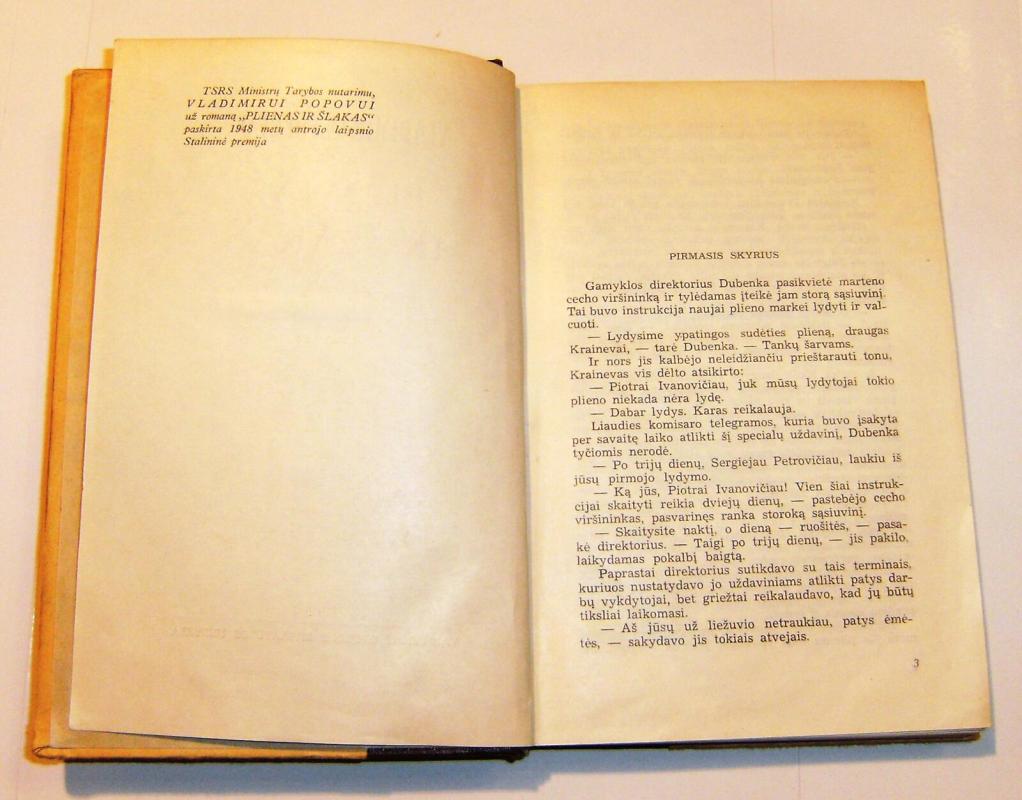 TSRS Ministrų Tarybos nutarimu,
VLADIMIRUI POPOVUI
už romaną „PLIENAS IR ŠLAKAS“
paskirta 1948 metų antrojo laipsnio
Stalininė premija
PIRMASIS SKYRIUS
Gamyklos direktorius Dubenka pasikvietė marteno
cecho viršininką ir tylėdamas įteikė jam storą sąsiuvinį.
Tai buvo instrukcija naujai plieno markei lydyti ir val-
cuoti.
— Lydysime ypatingos sudėties plieną, draugas
Krainevai, — tarė Dubenka. — Tankų šarvams.
Ir nors jis kalbėjo neleidžiančiu prieštarauti tonu,
Krainevas vis dėlto atsikirto:
— Piotrai Ivanovičiau, juk mūsų lydytojai tokio
plieno niekada nėra lydę.
— Dabar lydys. Karas reikalauja.
Liaudies komisaro telegramos, kuria buvo įsakyta
per savaitę laiko atlikti šį specialų uždavinį, Dubenka
tyčiomis nerodė.
— Po trijų dienų, Sergiejau Petrovičiau, laukiu iš
jūsų pirmojo lydymo.
— Ką jūs, Piotrai Ivanovičiau! Vien šiai instruk-
cijai skaityti reikia dviejų dienų, — pastebėjo cecho
viršininkas, pasvarinęs ranka storoką sąsiuvinį.
— Skaitysite naktį, o dieną — ruošitės, — pasa-
kė direktorius. — Taigi po trijų dienų, — jis pakilo,
laikydamas pokalbį baigtą.
Paprastai direktorius sutikdavo su tais terminais,
kuriuos nustatydavo jo uždaviniams atlikti patys dar-
bų vykdytojai, bet griežtai reikalaudavo, kad jų būtų
tiksliai laikomasi.
— Aš jūsų už liežuvio netraukiau, patys ėmė-
tės, — sakydavo jis tokiais atvejais.
3